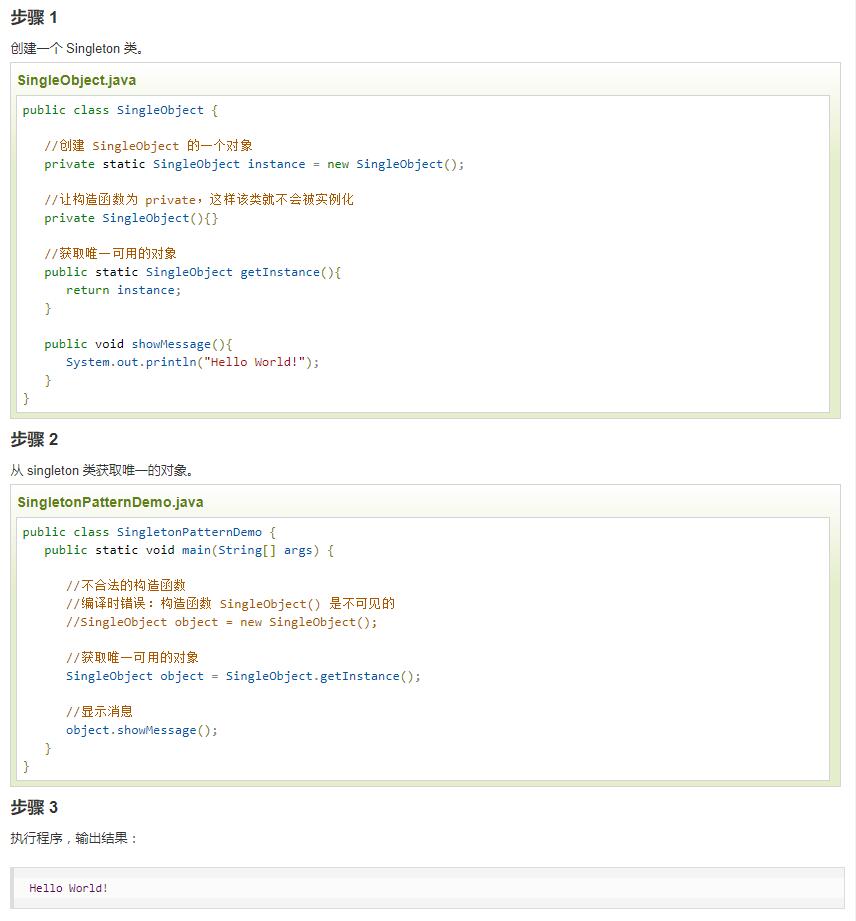 步骤 1
创建一个 Singleton 类。
SingleObject.java
public class SingleObject {
//创建 SingleObject 的一个对象
private static SingleObject instance = new SingleObject();
//让构造函数为 private，这样该类就不会被实例化
private SingleObject(){}
//获取唯一可用的对象
public static SingleObject getInstance(){
return instance;
}
public void showMessage(){
System.out.println("Hello World!");
}
}
步骤 2
从 singleton 类获取唯一的对象。
SingletonPatternDemo.java
public class SingletonPatternDemo {
public static void main(String[] args) {
//不合法的构造函数
//编译时错误：构造函数 SingleObject() 是不可见的
//SingleObject object = new SingleObject();
//获取唯一可用的对象
SingleObject object = SingleObject.getInstance();
//显示消息
object.showMessage();
}
}
步骤 3
执行程序，输出结果：
Hello World!